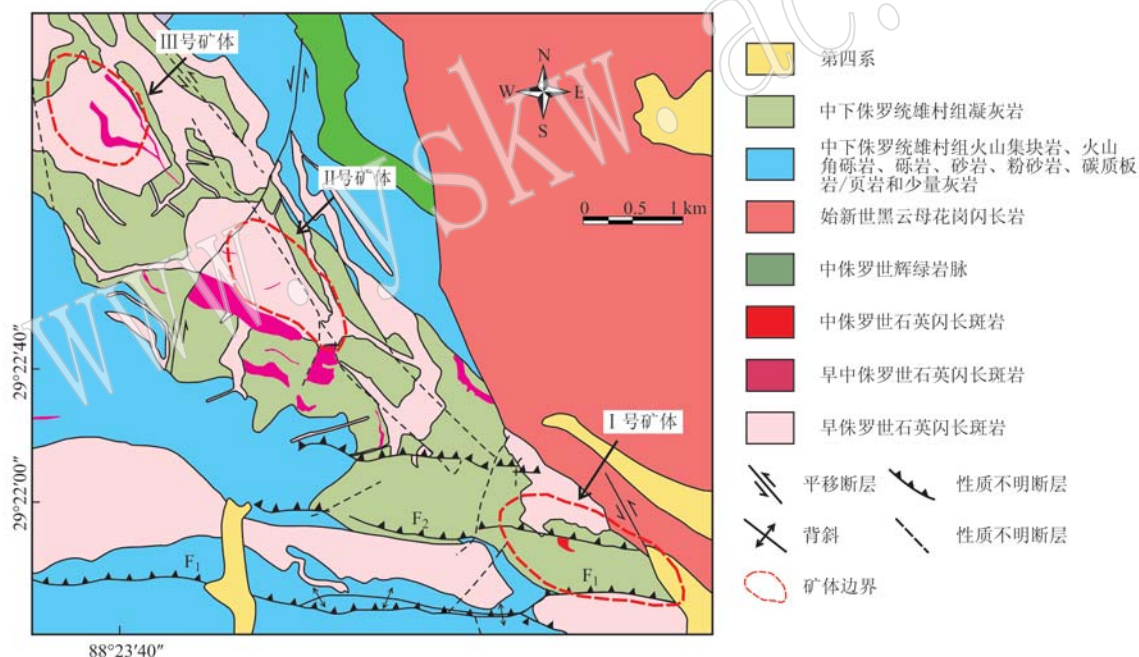 Ⅲ号矿体
N
W E
S
Ⅱ号矿体
0 0.5 1 km
Ⅰ号矿体
F2
F1
F1
29°22′40″
29°22′00″
88°23′40″
第四系
中下侏罗统雄村组凝灰岩
中下侏罗统雄村组火山集块岩、火山
角砾岩、砾岩、砂岩、粉砂岩、碳质板
岩/页岩和少量灰岩
始新世黑云母花岗闪长岩
中侏罗世辉绿岩脉
中侏罗世石英闪长斑岩
早中侏罗世石英闪长斑岩
早侏罗世石英闪长斑岩
平移断层
性质不明断层
背斜
性质不明断层
矿体边界
www.yskw.ac.